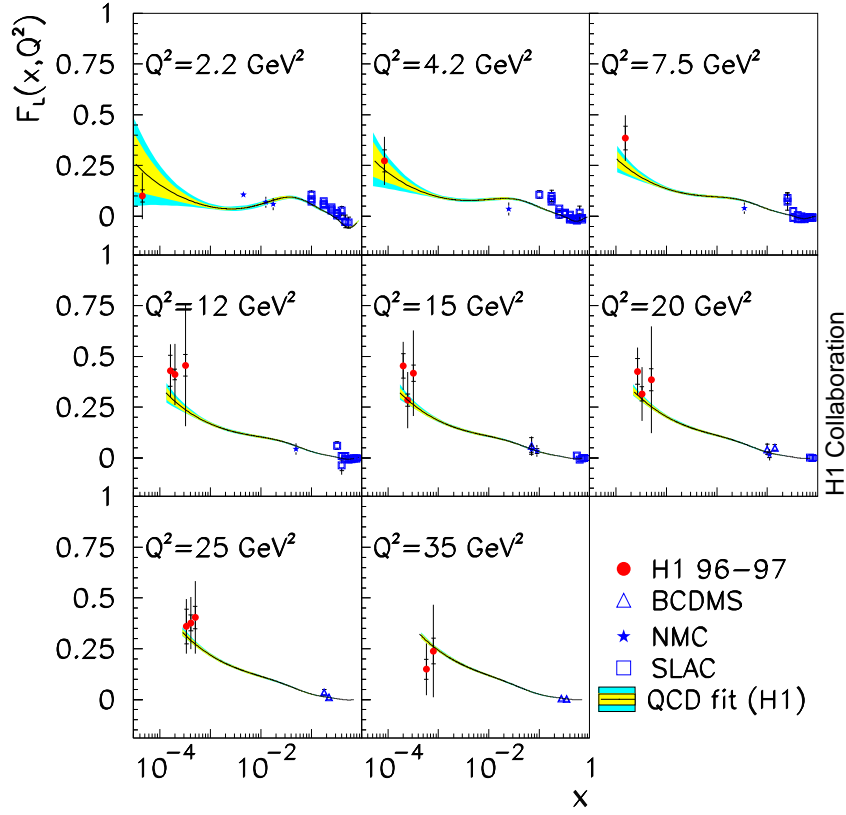 F_L(x,Q²)
1
0.75
0.5
0.25
0
Q²=2.2 GeV²
Q²=4.2 GeV²
Q²=7.5 GeV²
1
0.75
0.5
0.25
0
Q²=12 GeV²
Q²=15 GeV²
Q²=20 GeV²
H1 Collaboration
1
0.75
0.5
0.25
0
Q²=25 GeV²
Q²=35 GeV²
H1 96−97
BCDMS
NMC
SLAC
QCD fit (H1)
10⁻⁴ 10⁻² 10⁻⁴ 10⁻² 1
x